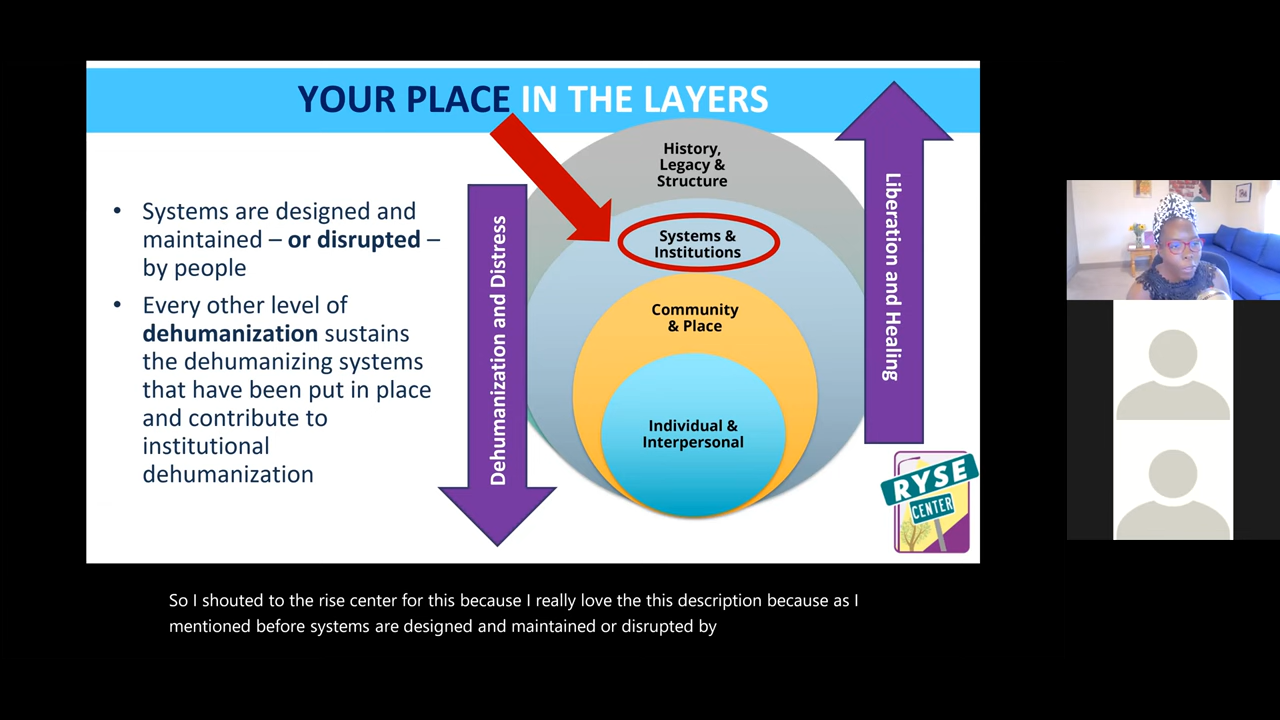 YOUR PLACE IN THE LAYERS
• Systems are designed and
maintained – or disrupted –
by people
• Every other level of
dehumanization sustains
the dehumanizing systems
that have been put in place
and contribute to
institutional
dehumanization
Dehumanization and Distress
History,
Legacy &
Structure
Systems &
Institutions
Community
& Place
Individual &
Interpersonal
Liberation and Healing
RYSE
CENTER
So I shouted to the rise center for this because I really love the this description because as I
mentioned before systems are designed and maintained or disrupted by